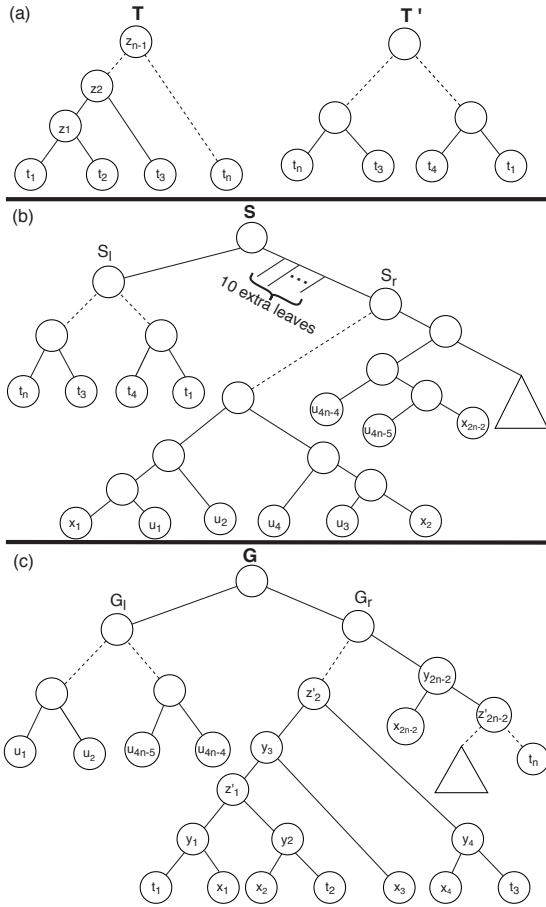 (a) T T '
z_{n-1}
z_2
z_1
t_1 t_2 t_3 t_n t_n t_3 t_4 t_1
(b) S
S_l
10 extra leaves
...
S_r
t_n t_3 t_4 t_1
u_{4n-4}
u_{4n-5}
x_{2n-2}
x_1 u_1 u_2 u_4 u_3 x_2
(c) G
G_l G_r
y_{2n-2}
z'_2
x_{2n-2} z'_{2n-2}
u_1 u_2 u_{4n-5} u_{4n-4} y_3 t_n
z'_1
y_1 y_2 y_4
t_1 x_1 x_2 t_2 x_3 x_4 t_3